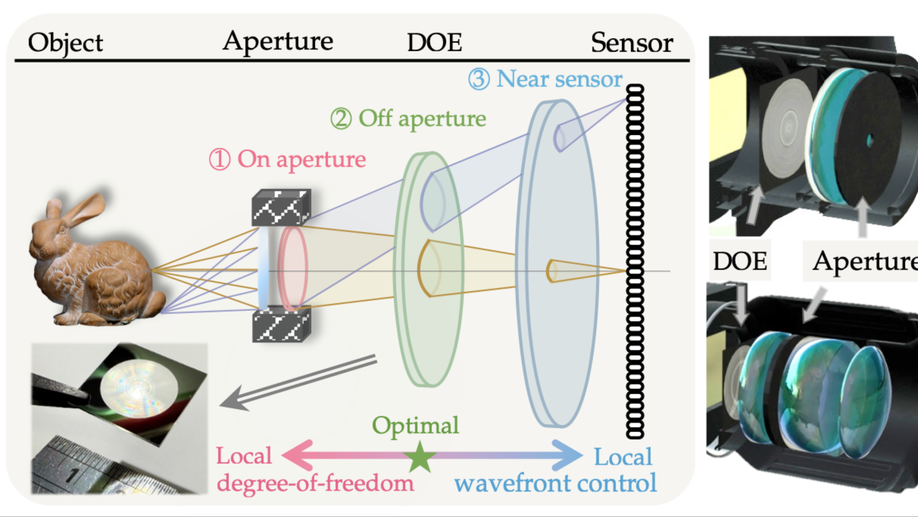 Object
Aperture
DOE
Sensor
③ Near sensor
② Off aperture
① On aperture
DOE
Aperture
Optimal
Local
degree-of-freedom
Local
wavefront control
1